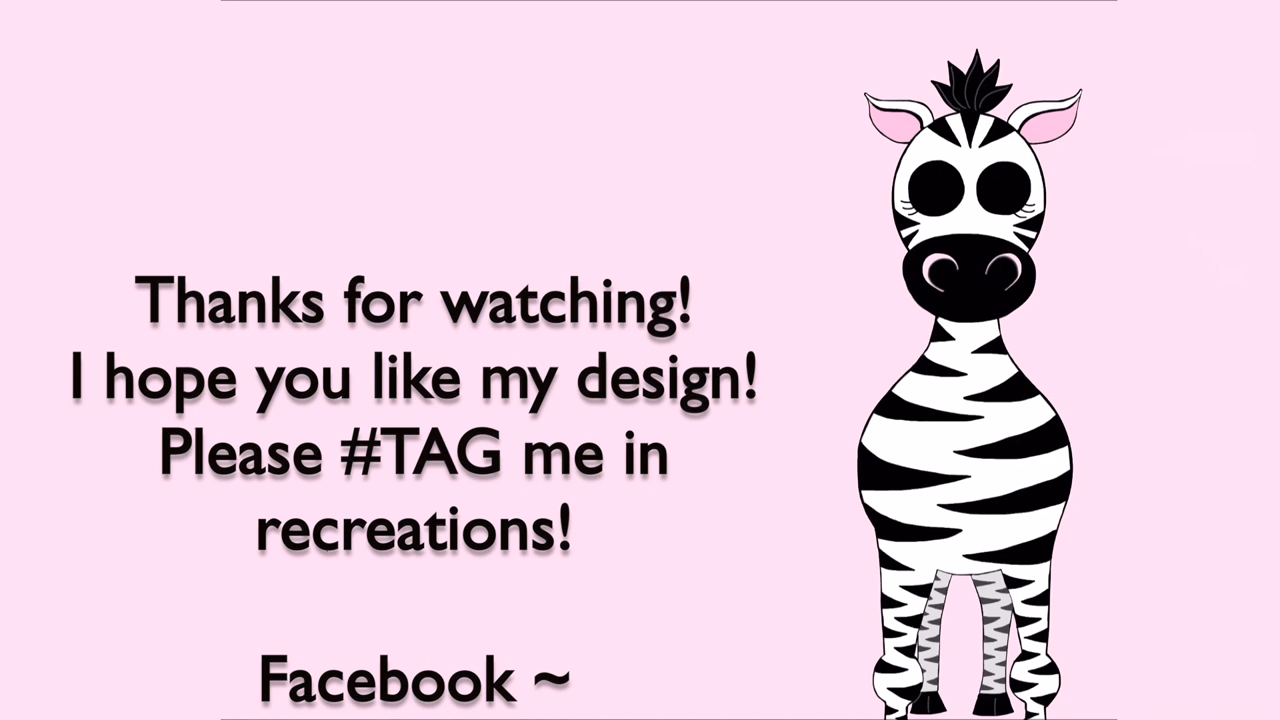 Thanks for watching!
I hope you like my design!
Please #TAG me in
recreations!
Facebook ~